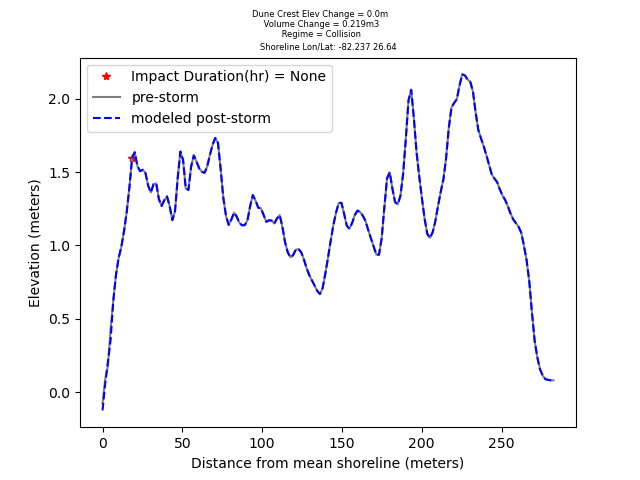 Dune Crest Elev Change = 0.0m
Volume Change = 0.219m3
Regime = Collision
Shoreline Lon/Lat: -82.237 26.64
Impact Duration(hr) = None
pre-storm
modeled post-storm
Elevation (meters)
2.0
1.5
1.0
0.5
0.0
0 50 100 150 200 250
Distance from mean shoreline (meters)